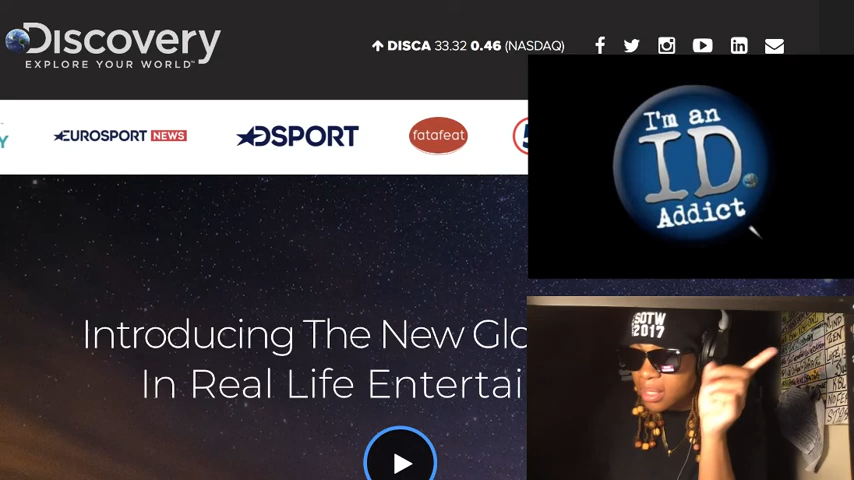 Discovery
EXPLORE YOUR WORLD™
DISCA 33.32 0.46 (NASDAQ)
EUROSPORT NEWS
DSPORT
fatafeat
Introducing The New Glo
In Real Life Entertai
I'm an
ID
Addict
SOTW
2017